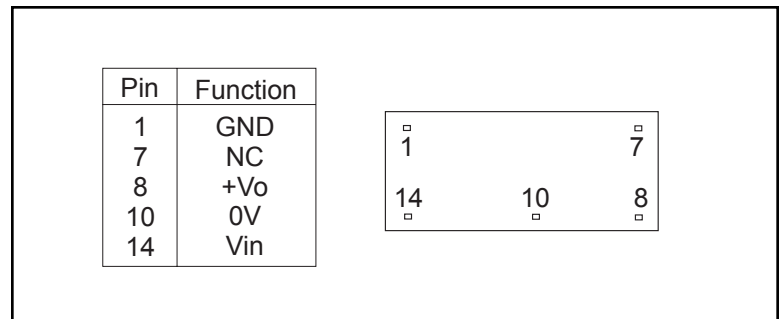 Pin Function
1 GND
7 NC
8 +Vo
10 0V
14 Vin
1 7
14 10 8